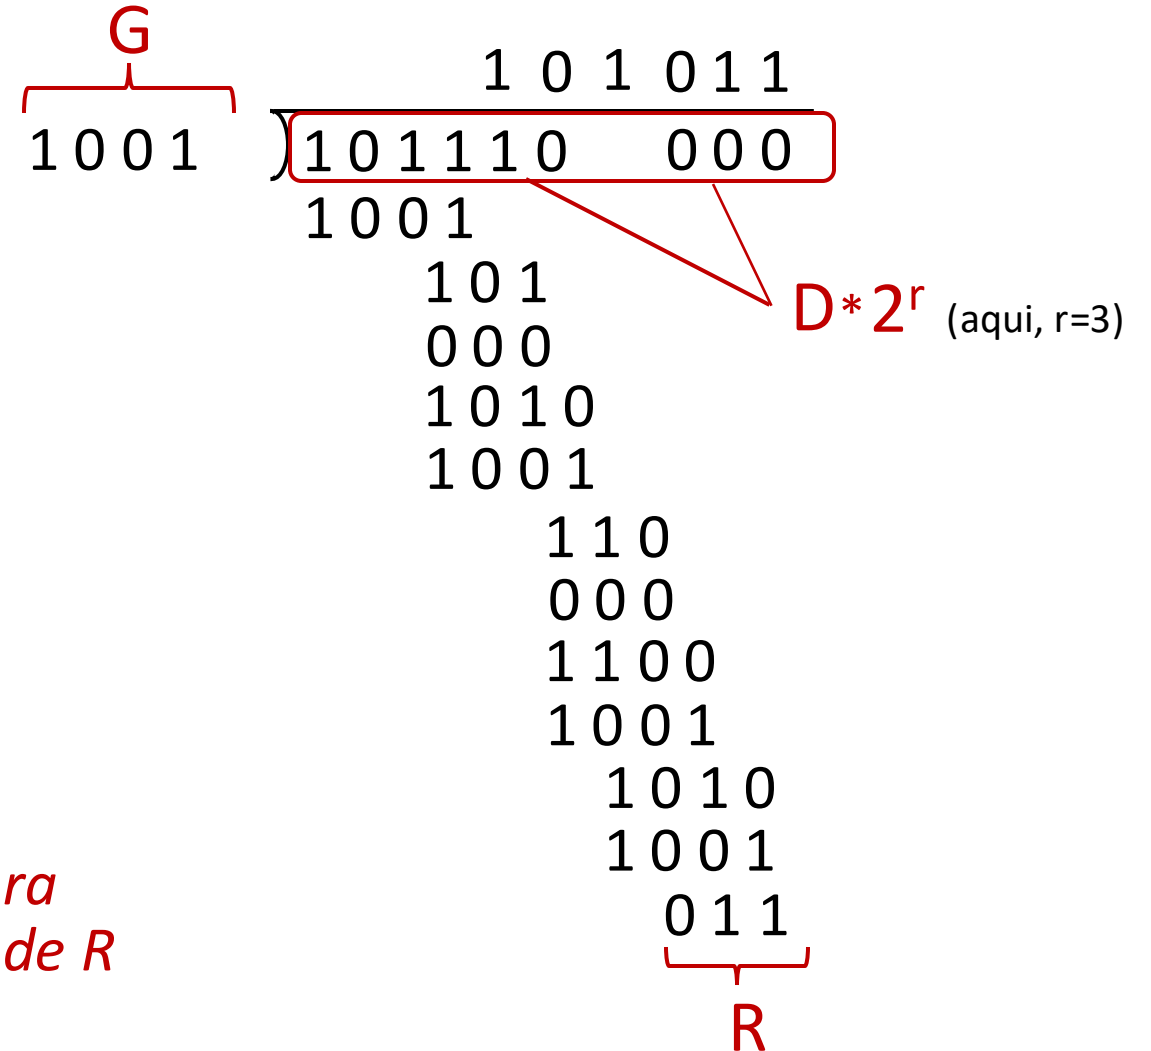 G
1 0 1 0 1 1
1 0 0 1 ) 1 0 1 1 1 0 0 0 0
1 0 0 1
1 0 1
D*2r (aqui, r=3)
0 0 0
1 0 1 0
1 0 0 1
1 1 0
0 0 0
1 1 0 0
1 0 0 1
1 0 1 0
1 0 0 1
ra
0 1 1
de R
R